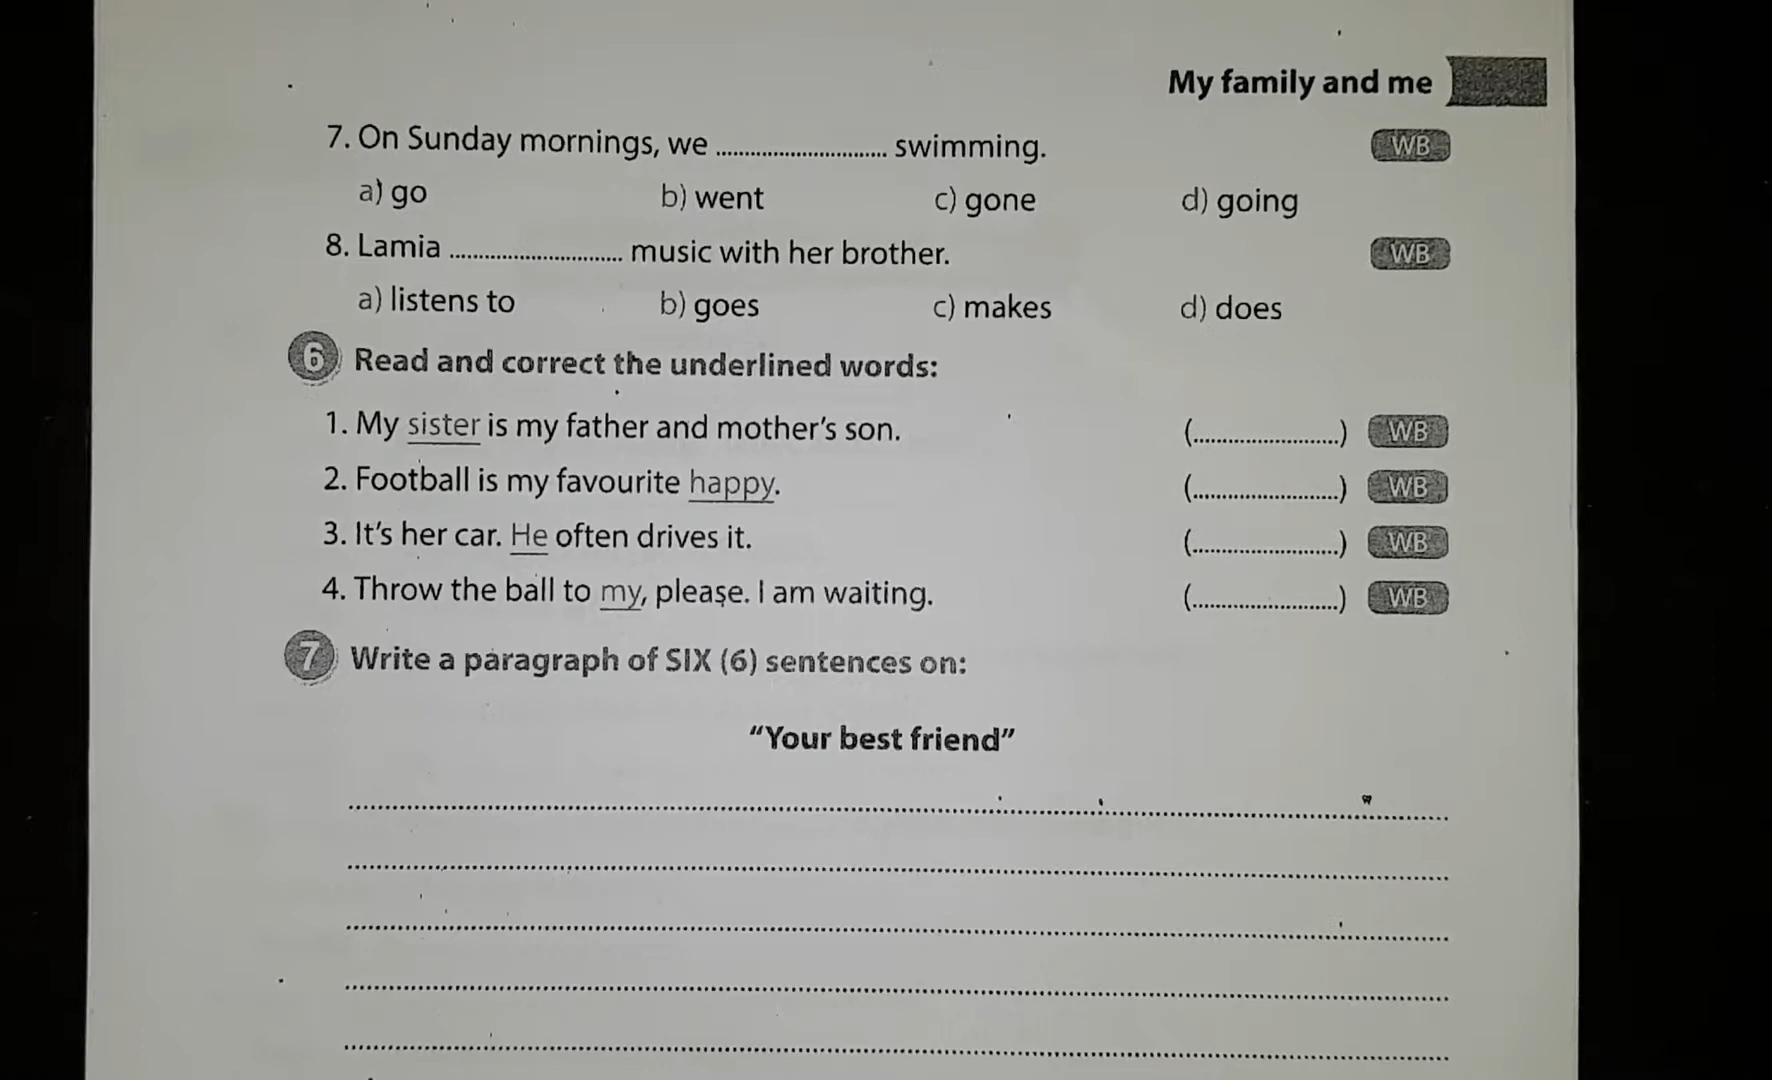 My family and me
7. On Sunday mornings, we ............................ swimming. WB
a) go b) went c) gone d) going
8. Lamia ............................ music with her brother. WB
a) listens to b) goes c) makes d) does
6 Read and correct the underlined words:
1. My sister is my father and mother's son. (........................) WB
2. Football is my favourite happy. (........................) WB
3. It's her car. He often drives it. (........................) WB
4. Throw the ball to my, please. I am waiting. (........................) WB
7 Write a paragraph of SIX (6) sentences on:
"Your best friend"